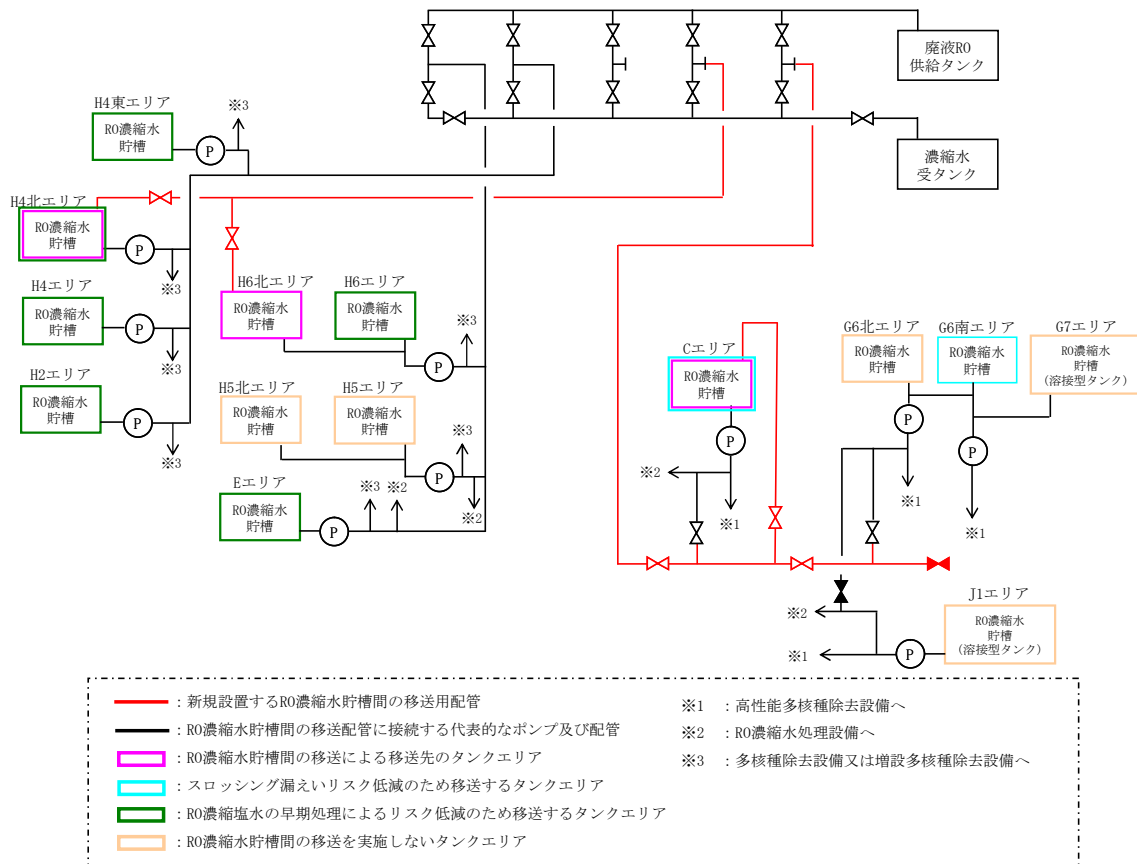 廃液RO
供給タンク
濃縮水
受タンク
H4東エリア
RO濃縮水
貯槽
P
※3
H4北エリア
RO濃縮水
貯槽
P
※3
H4エリア
RO濃縮水
貯槽
P
※3
H2エリア
RO濃縮水
貯槽
P
※3
H6北エリア
RO濃縮水
貯槽
H6エリア
RO濃縮水
貯槽
P
※3
H5北エリア
RO濃縮水
貯槽
H5エリア
RO濃縮水
貯槽
P
※3
※2
Eエリア
RO濃縮水
貯槽
P
※3
※2
Cエリア
RO濃縮水
貯槽
P
※2
※1
G6北エリア
RO濃縮水
貯槽
P
※1
G6南エリア
RO濃縮水
貯槽
P
※1
G7エリア
RO濃縮水
貯槽
(溶接型タンク)
J1エリア
RO濃縮水
貯槽
(溶接型タンク)
P
※2
※1
：新規設置するRO濃縮水貯槽間の移送用配管
：RO濃縮水貯槽間の移送配管に接続する代表的なポンプ及び配管
：RO濃縮水貯槽間の移送による移送先のタンクエリア
：スロッシング漏えいリスク低減のため移送するタンクエリア
：RO濃縮塩水の早期処理によるリスク低減のため移送するタンクエリア
：RO濃縮水貯槽間の移送を実施しないタンクエリア
※1 ：高性能多核種除去設備へ
※2 ：RO濃縮水処理設備へ
※3 ：多核種除去設備又は増設多核種除去設備へ